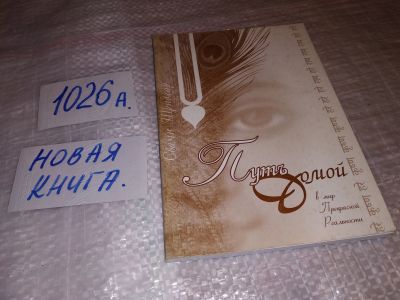 1026 А.
НОВАЯ
КНИГА.
Путь Домой
в мир
Прекрасной
Реальности